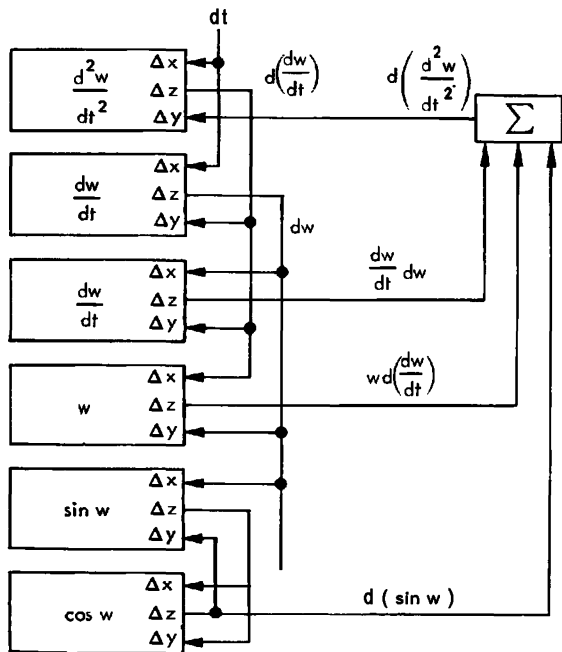 dt
d²w/dt² Δx Δz Δy
d(dw/dt)
d(d²w/dt²)
Σ
dw/dt Δx Δz Δy
dw
dw/dt Δx Δz Δy
dw/dt dw
w Δx Δz Δy
wd(dw/dt)
sin w Δx Δz Δy
cos w Δx Δz Δy
d (sin w)